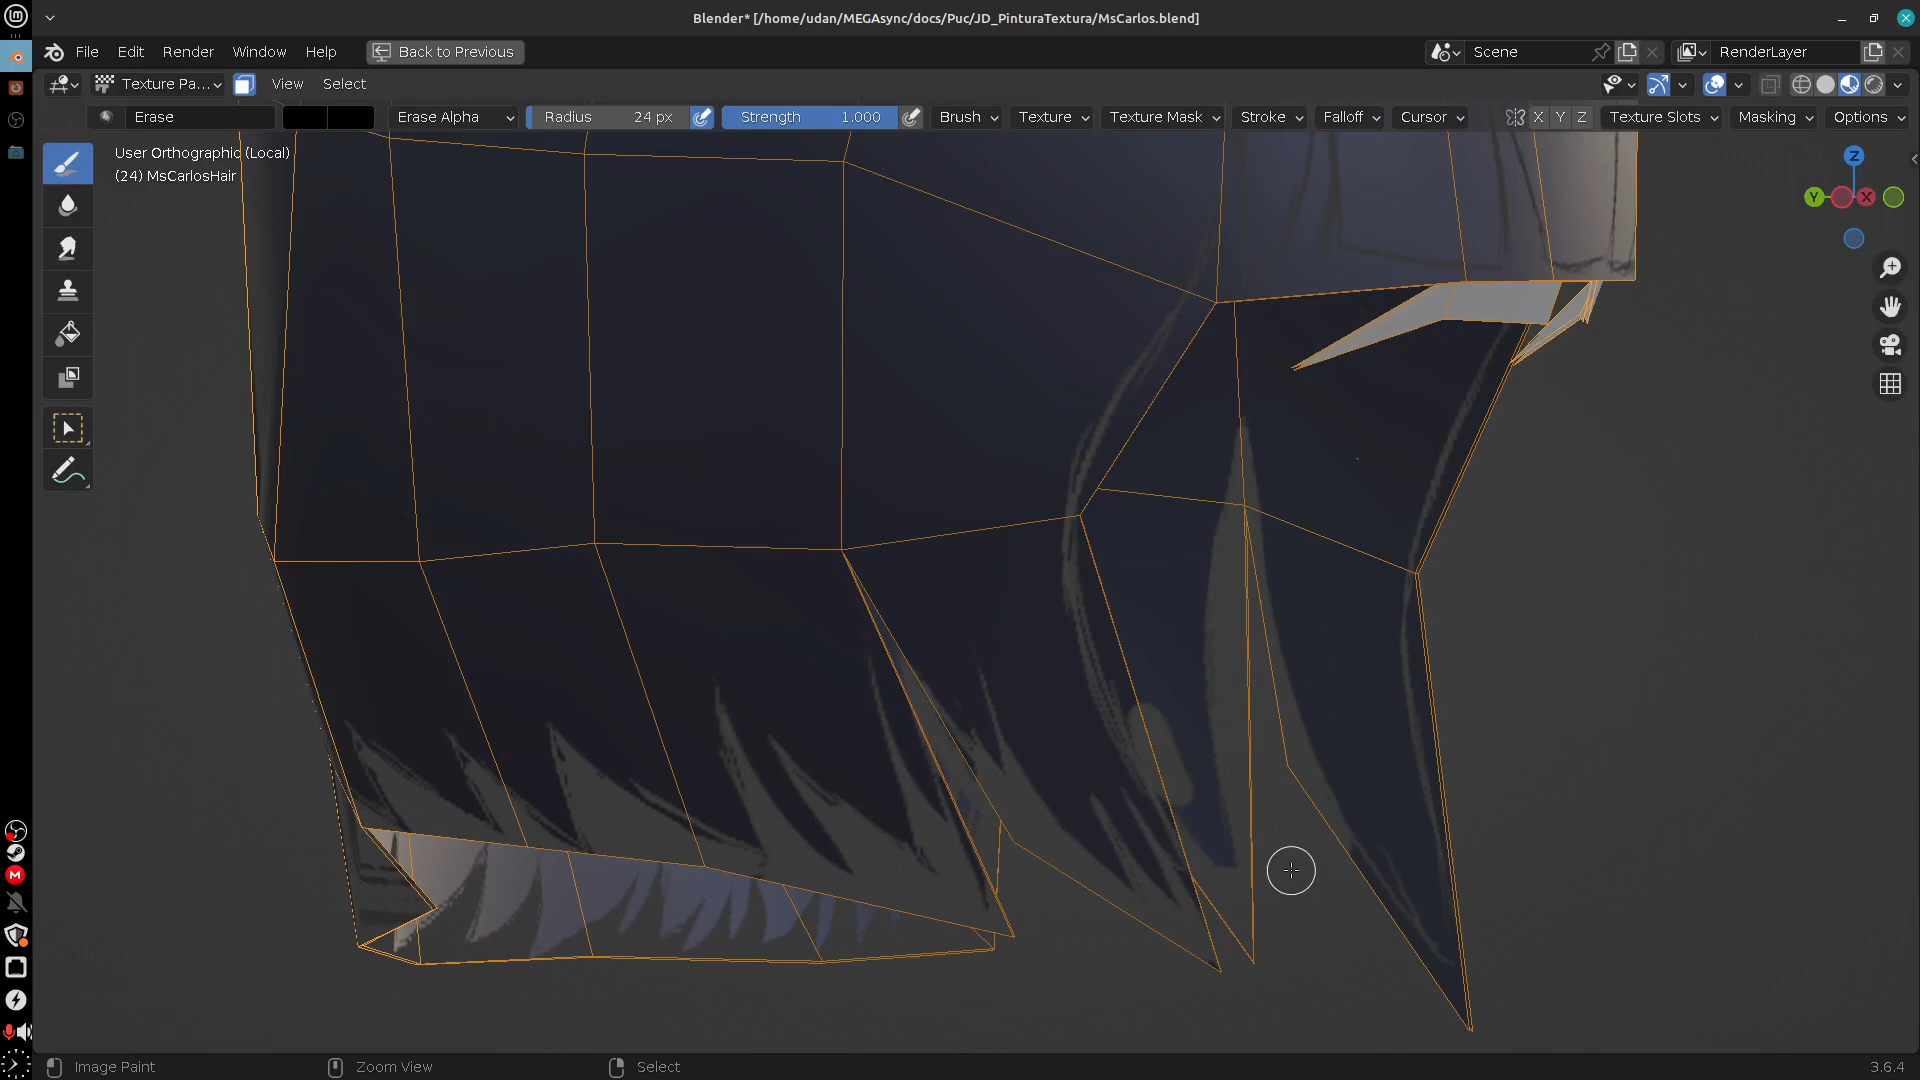 Blender* [/home/udan/MEGAsync/docs/Puc/JD_PinturaTextura/MsCarlos.blend]
File Edit Render Window Help Back to Previous Scene RenderLayer
Texture Pa... View Select
Erase Erase Alpha Radius 24 px Strength 1.000 Brush Texture Texture Mask Stroke Falloff Cursor X Y Z Texture Slots Masking Options
User Orthographic (Local)
(24) MsCarlosHair
Z
Y X
Image Paint Zoom View Select 3.6.4